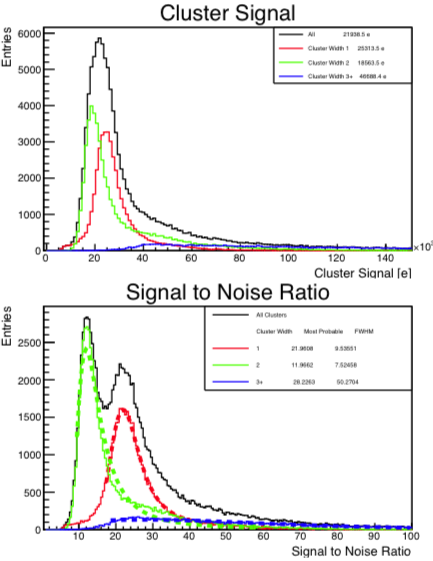 Cluster Signal
Entries
6000
5000
4000
3000
2000
1000
0
All 21938.5 e
Cluster Width 1 25313.5 e
Cluster Width 2 18563.5 e
Cluster Width 3+ 46688.4 e
0 20 40 60 80 100 120 140
Cluster Signal [e]
Signal to Noise Ratio
Entries
2500
2000
1500
1000
500
0
All Clusters
Cluster Width Most Probable FWHM
1 21.9608 9.53551
2 11.9662 7.52458
3+ 28.2263 50.2704
10 20 30 40 50 60 70 80 90 100
Signal to Noise Ratio